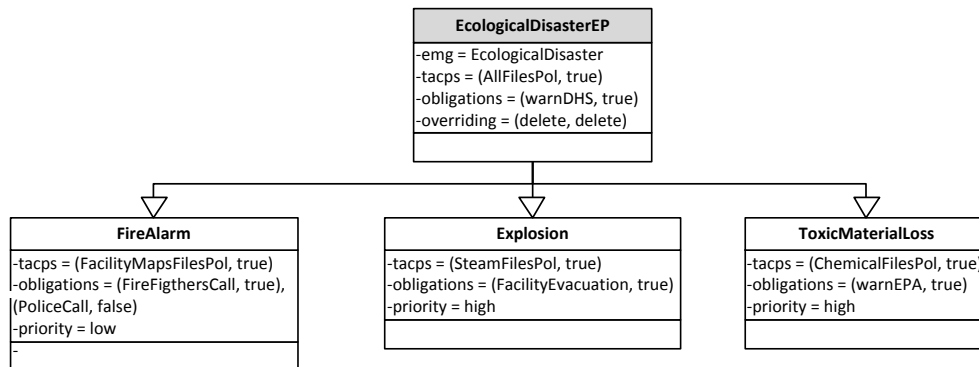 EcologicalDisasterEP
-emg = EcologicalDisaster
-tacps = (AllFilesPol, true)
-obligations = (warnDHS, true)
-overriding = (delete, delete)
FireAlarm
-tacps = (FacilityMapsFilesPol, true)
-obligations = (FireFigthersCall, true),
(PoliceCall, false)
-priority = low
-
Explosion
-tacps = (SteamFilesPol, true)
-obligations = (FacilityEvacuation, true)
-priority = high
ToxicMaterialLoss
-tacps = (ChemicalFilesPol, true)
-obligations = (warnEPA, true)
-priority = high